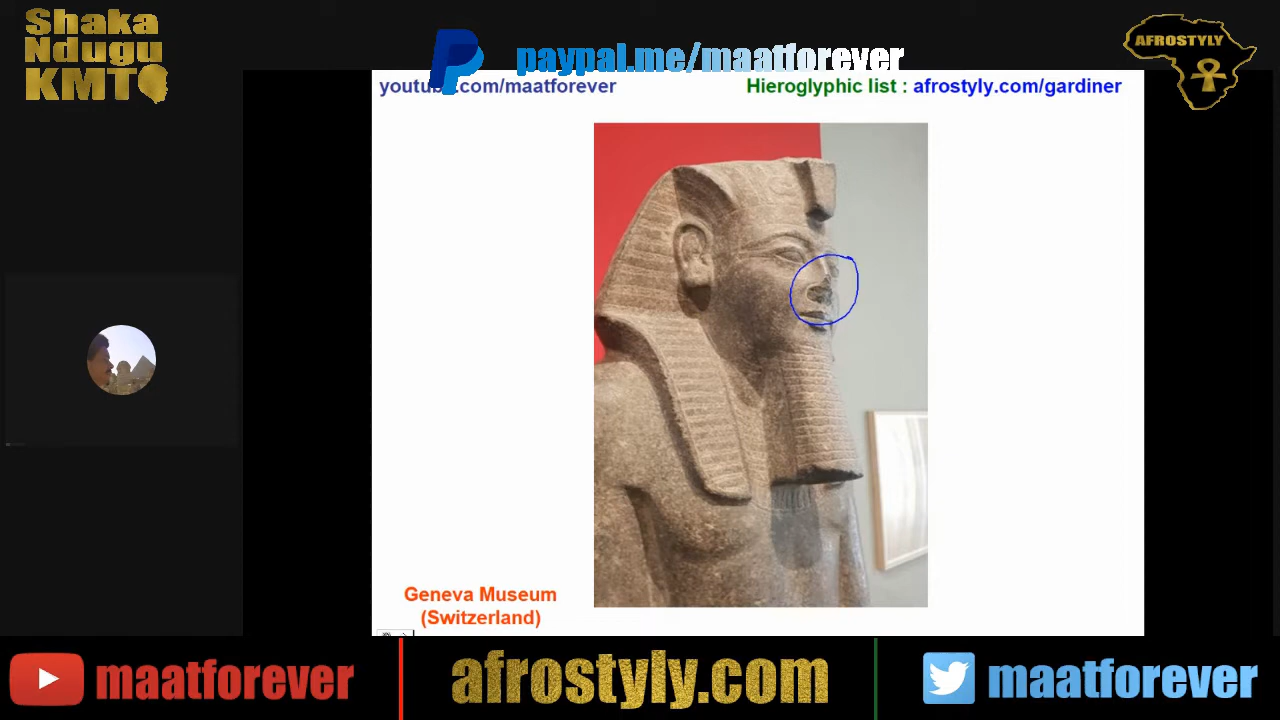 Shaka
Ndugu
KMT
paypal.me/maatforever
AFROSTYLY
youtube.com/maatforever
Hieroglyphic list : afrostyly.com/gardiner
Geneva Museum
(Switzerland)
maatforever
afrostyly.com
maatforever